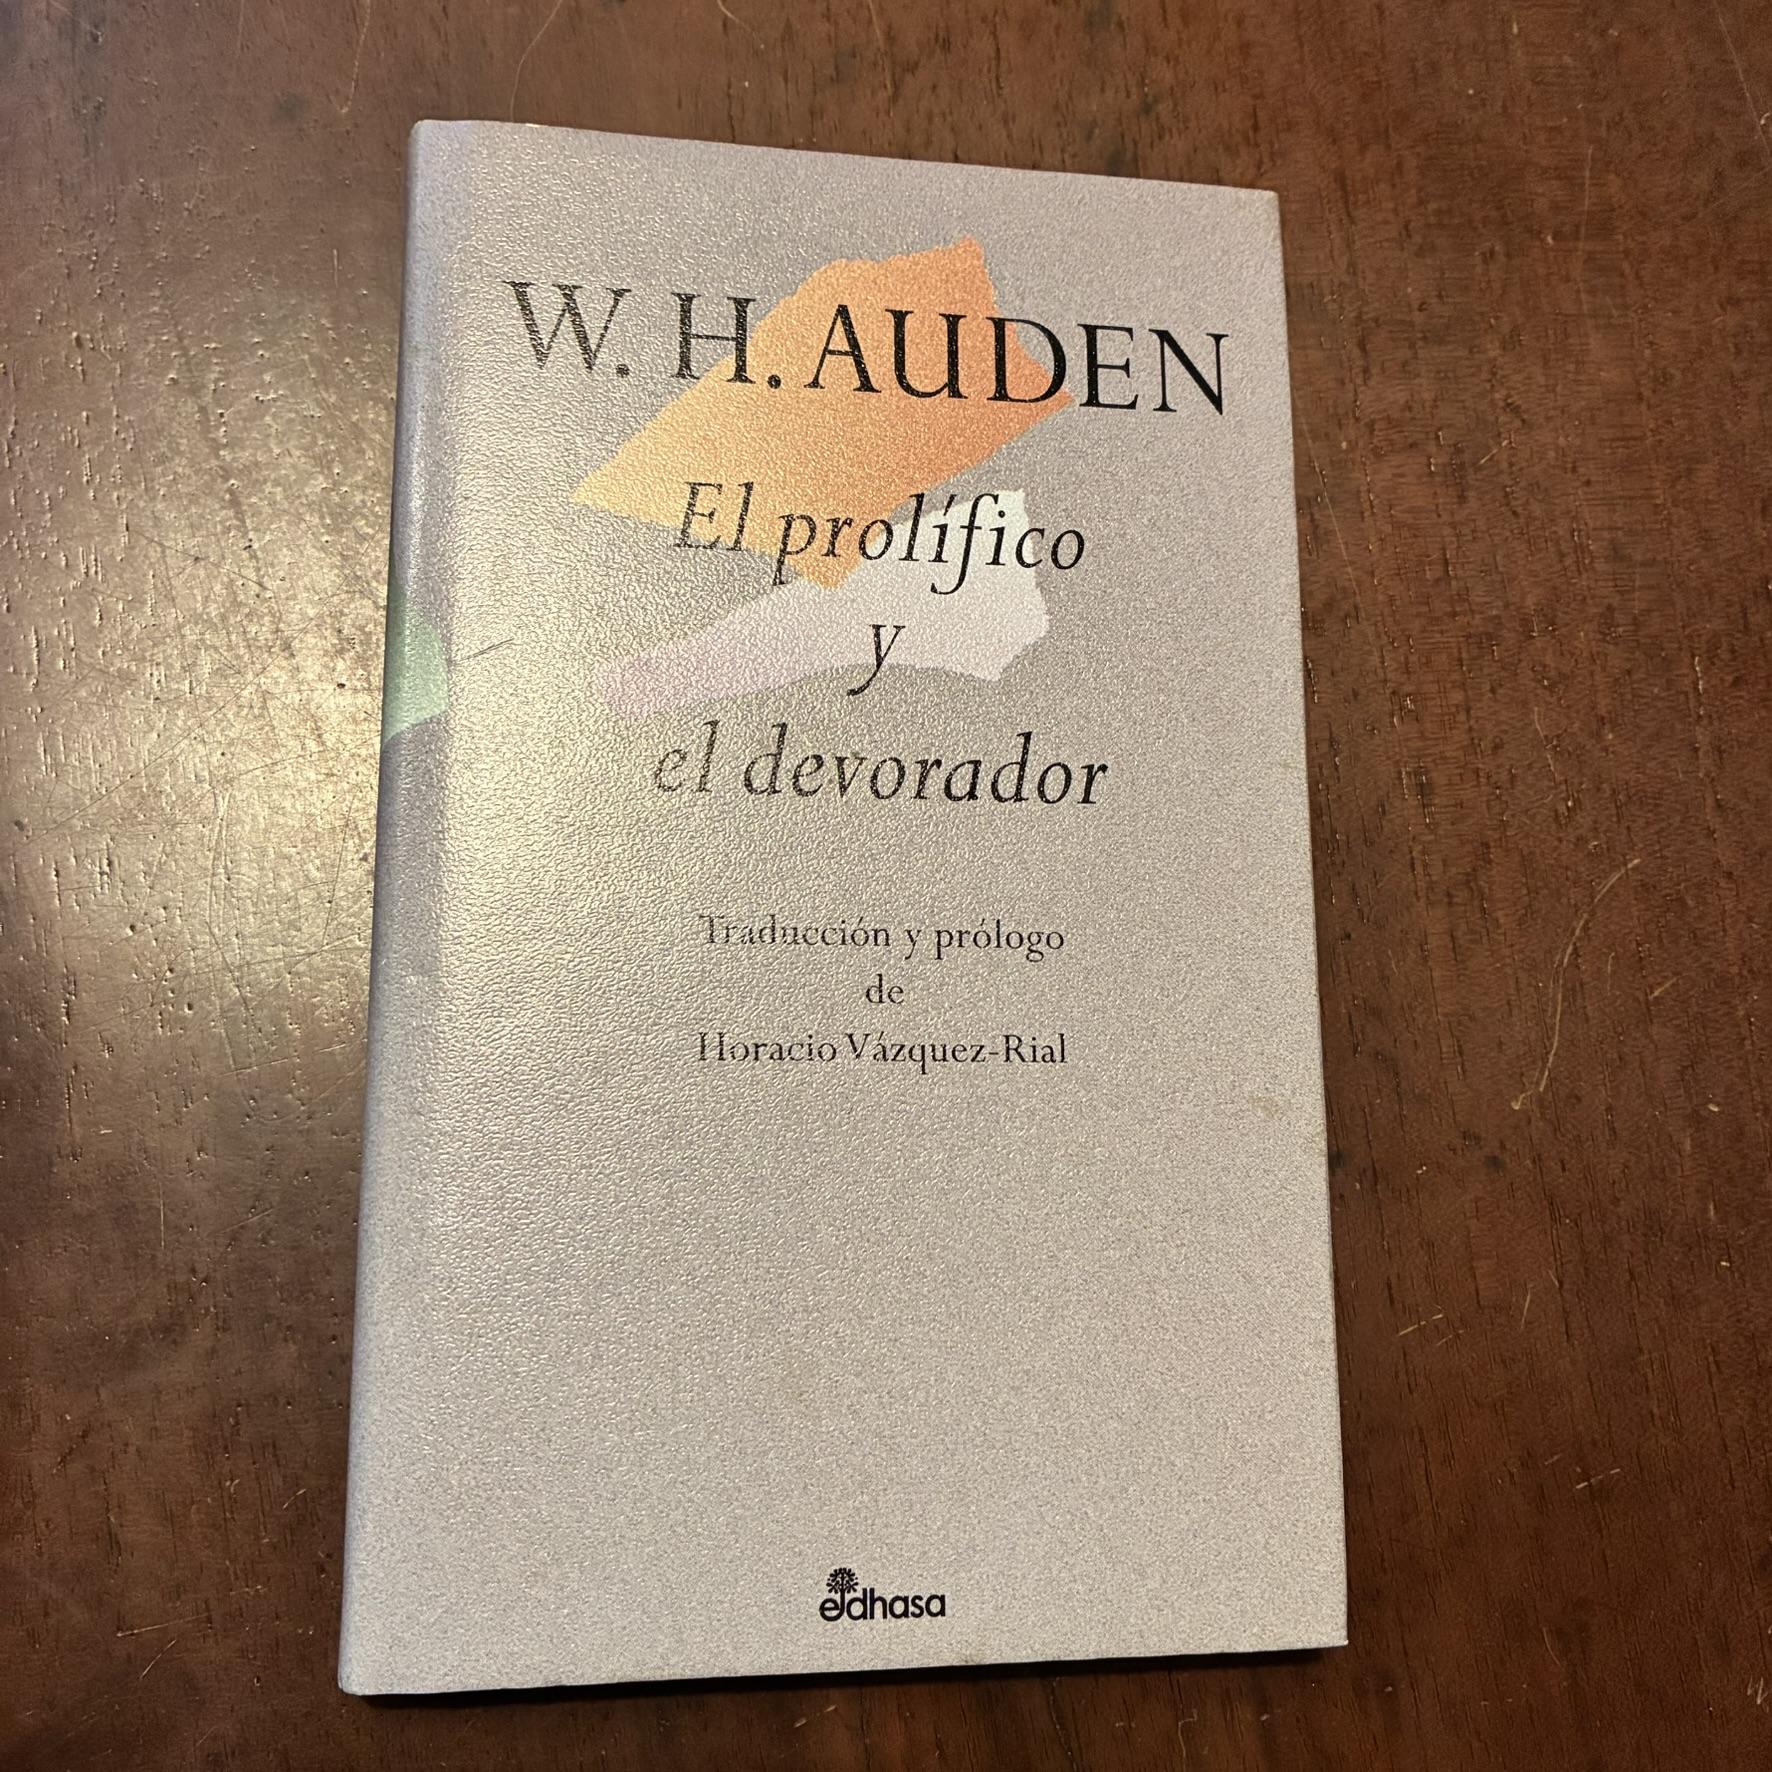 W. H. AUDEN
El prolífico
y
el devorador
Traducción y prólogo
de
Horacio Vázquez-Rial
edhasa